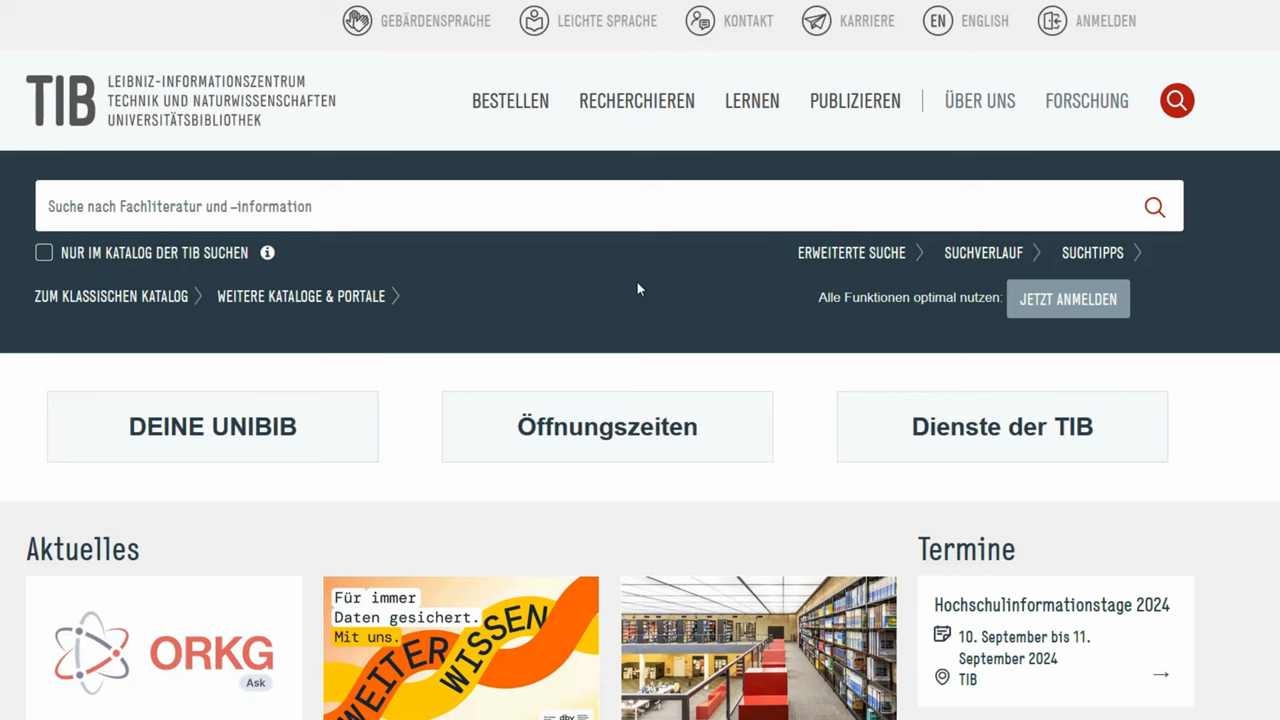 GEBÄRDENSPRACHE
LEICHTE SPRACHE
KONTAKT
KARRIERE
EN ENGLISH
ANMELDEN
TIB
LEIBNIZ-INFORMATIONSZENTRUM
TECHNIK UND NATURWISSENSCHAFTEN
UNIVERSITÄTSBIBLIOTHEK
BESTELLEN
RECHERCHIEREN
LERNEN
PUBLIZIEREN
ÜBER UNS
FORSCHUNG
Suche nach Fachliteratur und –information
NUR IM KATALOG DER TIB SUCHEN
ERWEITERTE SUCHE
SUCHVERLAUF
SUCHTIPPS
ZUM KLASSISCHEN KATALOG
WEITERE KATALOGE & PORTALE
Alle Funktionen optimal nutzen:
JETZT ANMELDEN
DEINE UNIBIB
Öffnungszeiten
Dienste der TIB
Aktuelles
ORKG
Ask
Für immer
Daten gesichert.
Mit uns.
WEITER
WISSEN
dbv
Termine
Hochschulinformationstage 2024
10. September bis 11.
September 2024
TIB